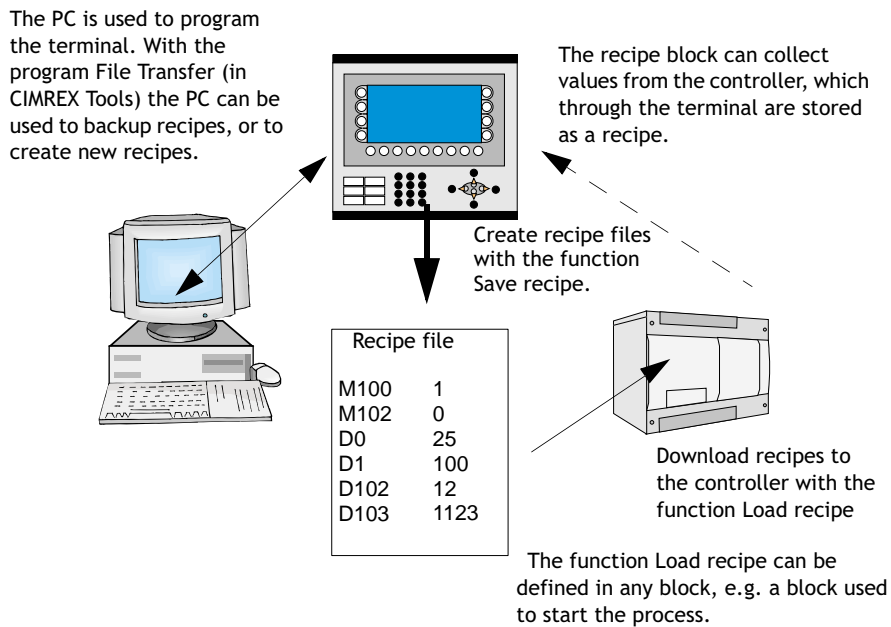 The PC is used to program
the terminal. With the
program File Transfer (in
CIMREX Tools) the PC can be
used to backup recipes, or to
create new recipes.
The recipe block can collect
values from the controller, which
through the terminal are stored
as a recipe.
Create recipe files
with the function
Save recipe.
Recipe file
M100 1
M102 0
D0 25
D1 100
D102 12
D103 1123
Download recipes to
the controller with the
function Load recipe
The function Load recipe can be
defined in any block, e.g. a block used
to start the process.